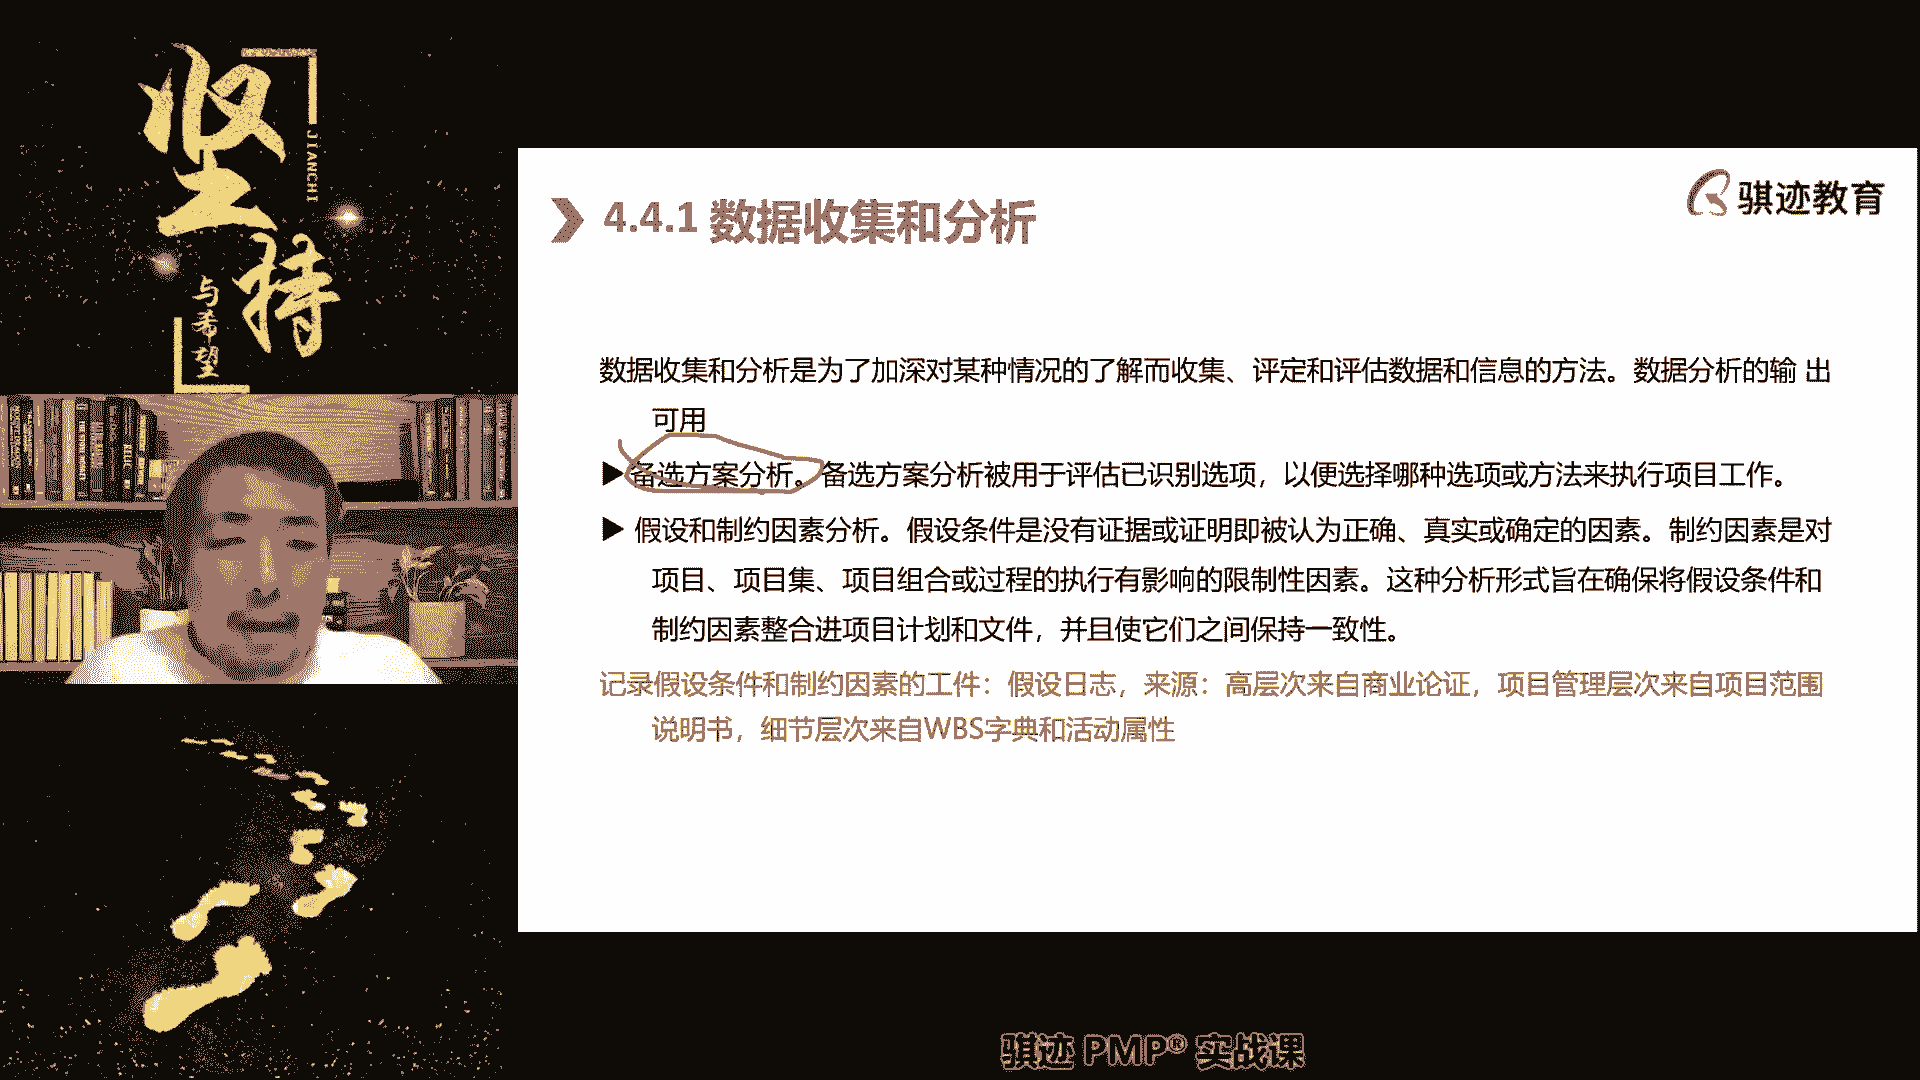 坚持
JIANCHI
与希望
骐迹教育
4.4.1 数据收集和分析
数据收集和分析是为了加深对某种情况的了解而收集、评定和评估数据和信息的方法。数据分析的输 出
可用
▶备选方案分析。备选方案分析被用于评估已识别选项，以便选择哪种选项或方法来执行项目工作。
▶ 假设和制约因素分析。假设条件是没有证据或证明即被认为正确、真实或确定的因素。制约因素是对
项目、项目集、项目组合或过程的执行有影响的限制性因素。这种分析形式旨在确保将假设条件和
制约因素整合进项目计划和文件，并且使它们之间保持一致性。
记录假设条件和制约因素的工件：假设日志，来源：高层次来自商业论证，项目管理层次来自项目范围
说明书，细节层次来自WBS字典和活动属性
骐迹 PMP® 实战课